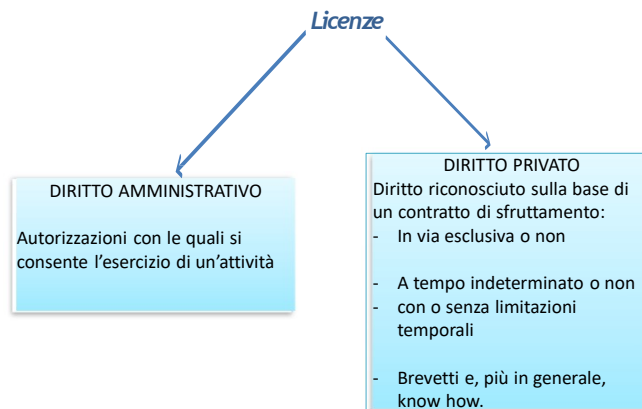 Licenze
DIRITTO AMMINISTRATIVO
Autorizzazioni con le quali si
consente l'esercizio di un'attività
DIRITTO PRIVATO
Diritto riconosciuto sulla base di
un contratto di sfruttamento:
- In via esclusiva o non
- A tempo indeterminato o non
- con o senza limitazioni
temporali
- Brevetti e, più in generale,
know how.